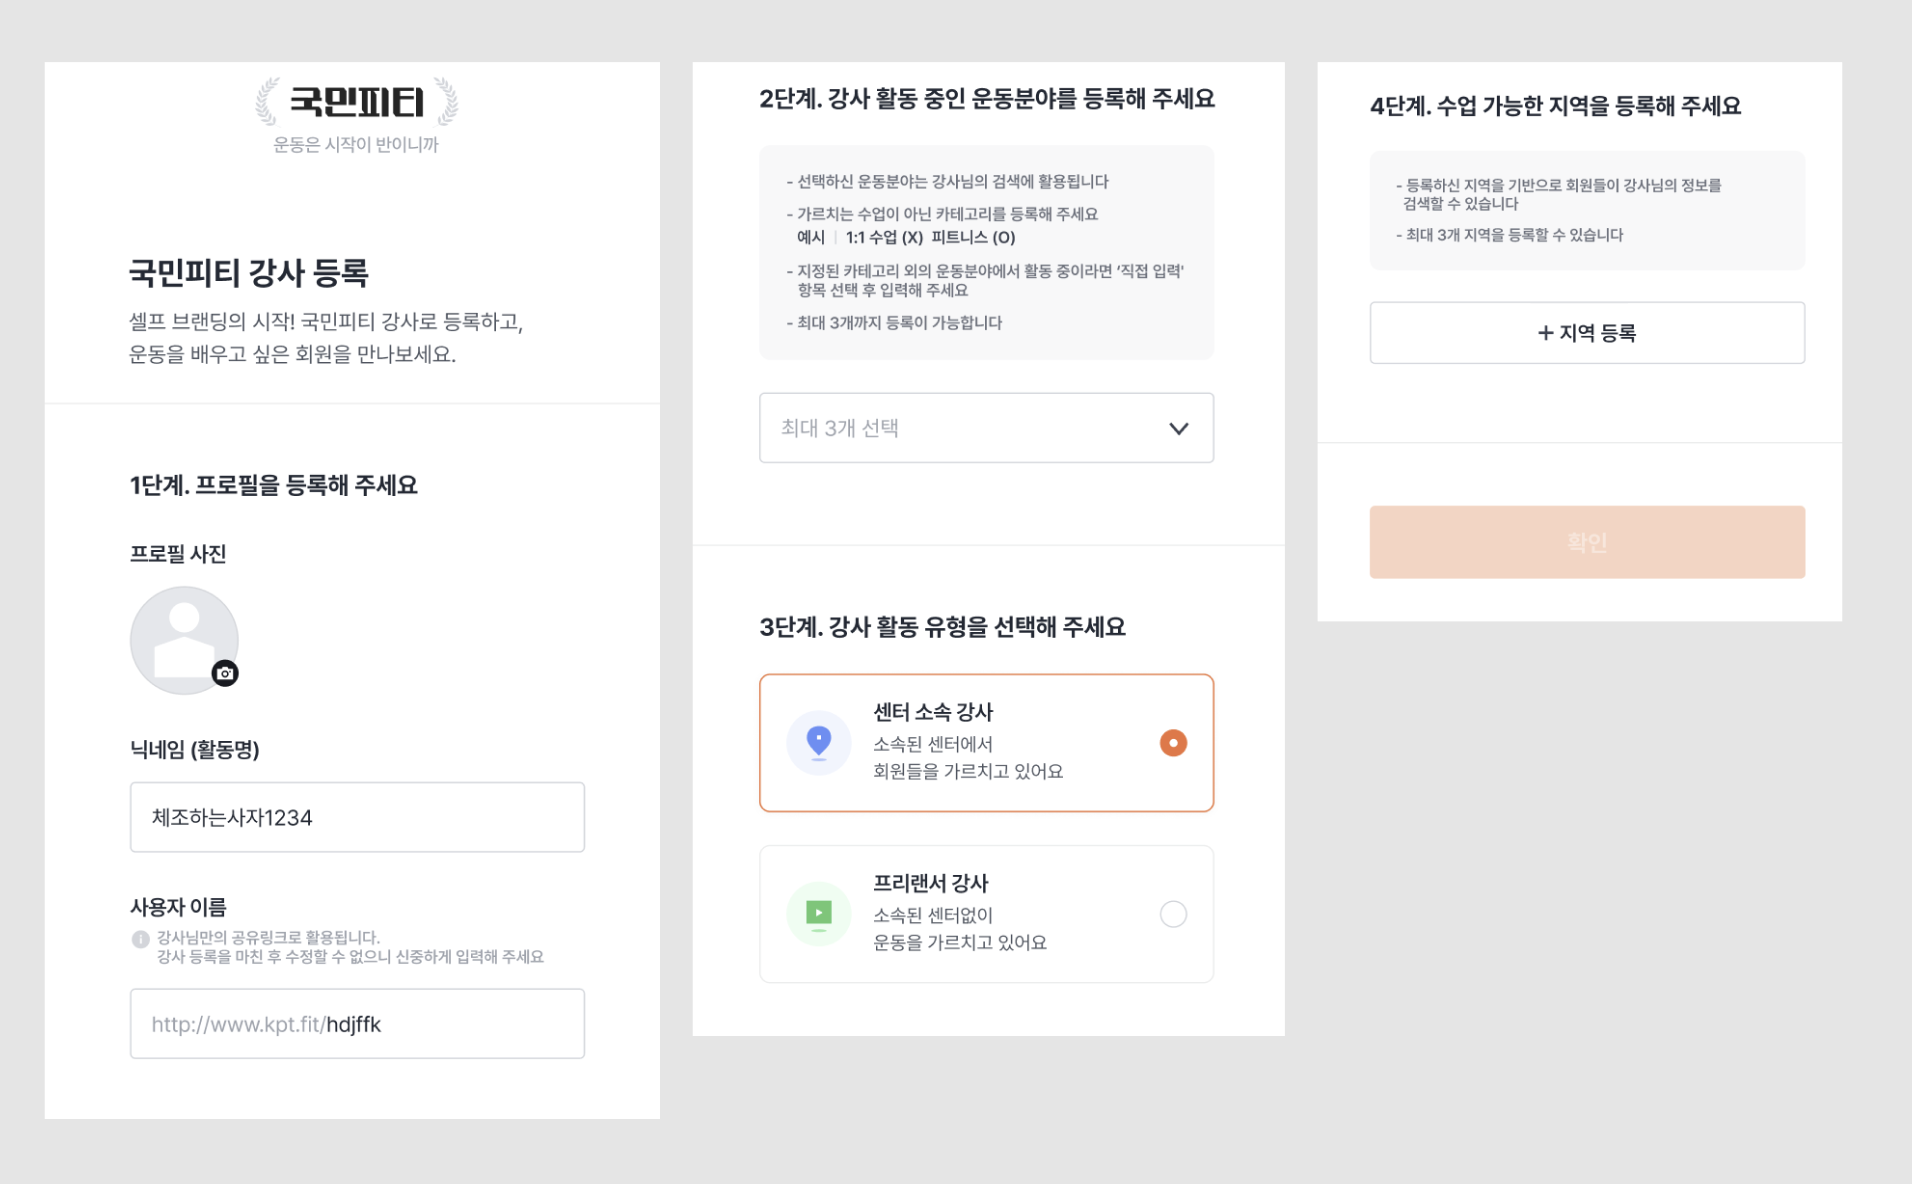 국민피티
운동은 시작이 반이니까
국민피티 강사 등록
셀프 브랜딩의 시작! 국민피티 강사로 등록하고,
운동을 배우고 싶은 회원을 만나보세요.
1단계. 프로필을 등록해 주세요
프로필 사진
닉네임 (활동명)
체조하는사자1234
사용자 이름
강사님만의 공유링크로 활용됩니다.
강사 등록을 마친 후 수정할 수 없으니 신중하게 입력해 주세요
http://www.kpt.fit/hdjffk
2단계. 강사 활동 중인 운동분야를 등록해 주세요
- 선택하신 운동분야는 강사님의 검색에 활용됩니다
- 가르치는 수업이 아닌 카테고리를 등록해 주세요
예시 | 1:1 수업 (X) 피트니스 (O)
- 지정된 카테고리 외의 운동분야에서 활동 중이라면 ‘직접 입력'
항목 선택 후 입력해 주세요
- 최대 3개까지 등록이 가능합니다
최대 3개 선택
3단계. 강사 활동 유형을 선택해 주세요
센터 소속 강사
소속된 센터에서
회원들을 가르치고 있어요
프리랜서 강사
소속된 센터없이
운동을 가르치고 있어요
4단계. 수업 가능한 지역을 등록해 주세요
- 등록하신 지역을 기반으로 회원들이 강사님의 정보를
검색할 수 있습니다
- 최대 3개 지역을 등록할 수 있습니다
+ 지역 등록
확인